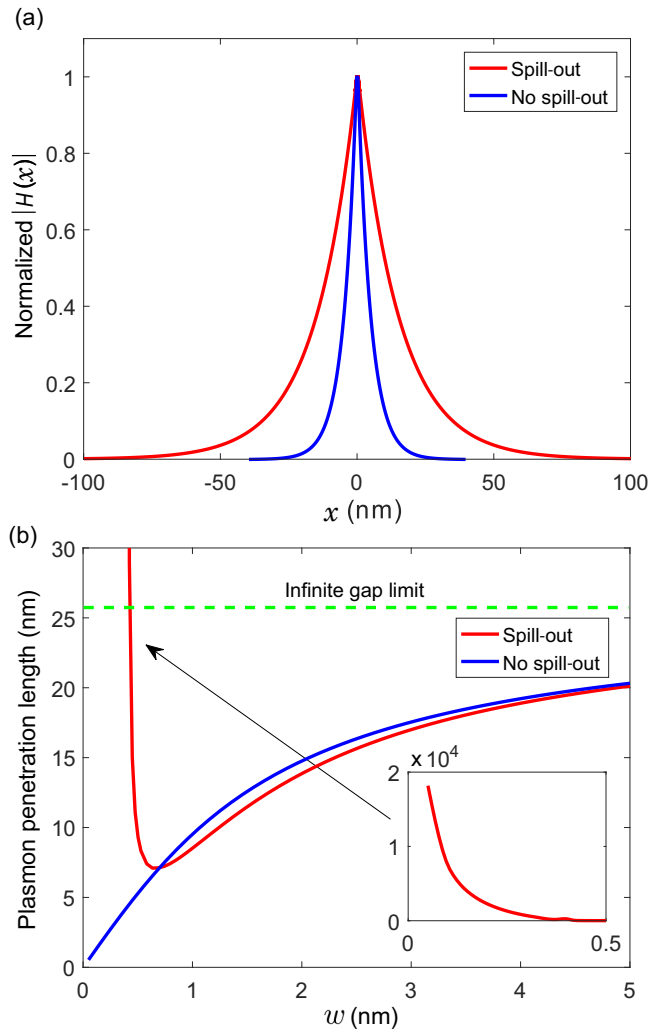 (a)
Normalized |H(x)|
1
0.8
0.6
0.4
0.2
0
-100
-50
0
50
100
x (nm)
Spill-out
No spill-out
(b)
Plasmon penetration length (nm)
30
25
20
15
10
5
0
0
1
2
3
4
5
w (nm)
Infinite gap limit
Spill-out
No spill-out
× 10⁴
2
1
0
0
0.5